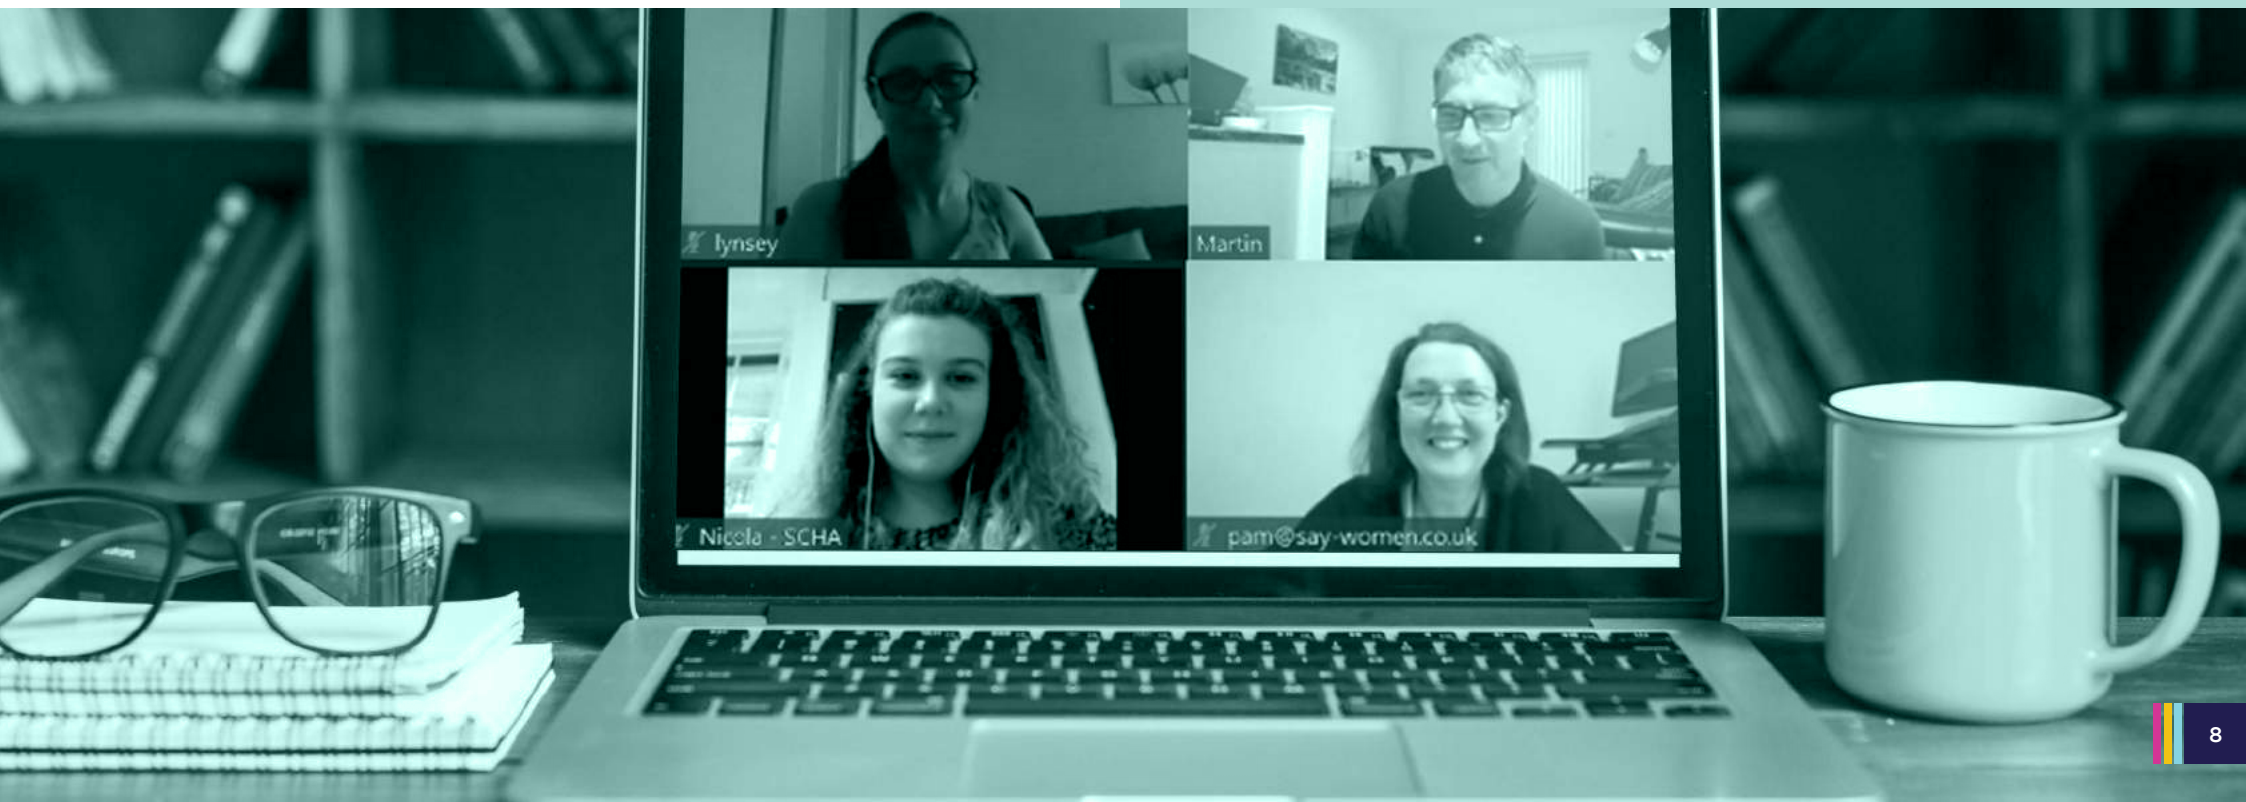 lynsey
Martin
Nicola - SCHA
pam@say-women.co.uk
8